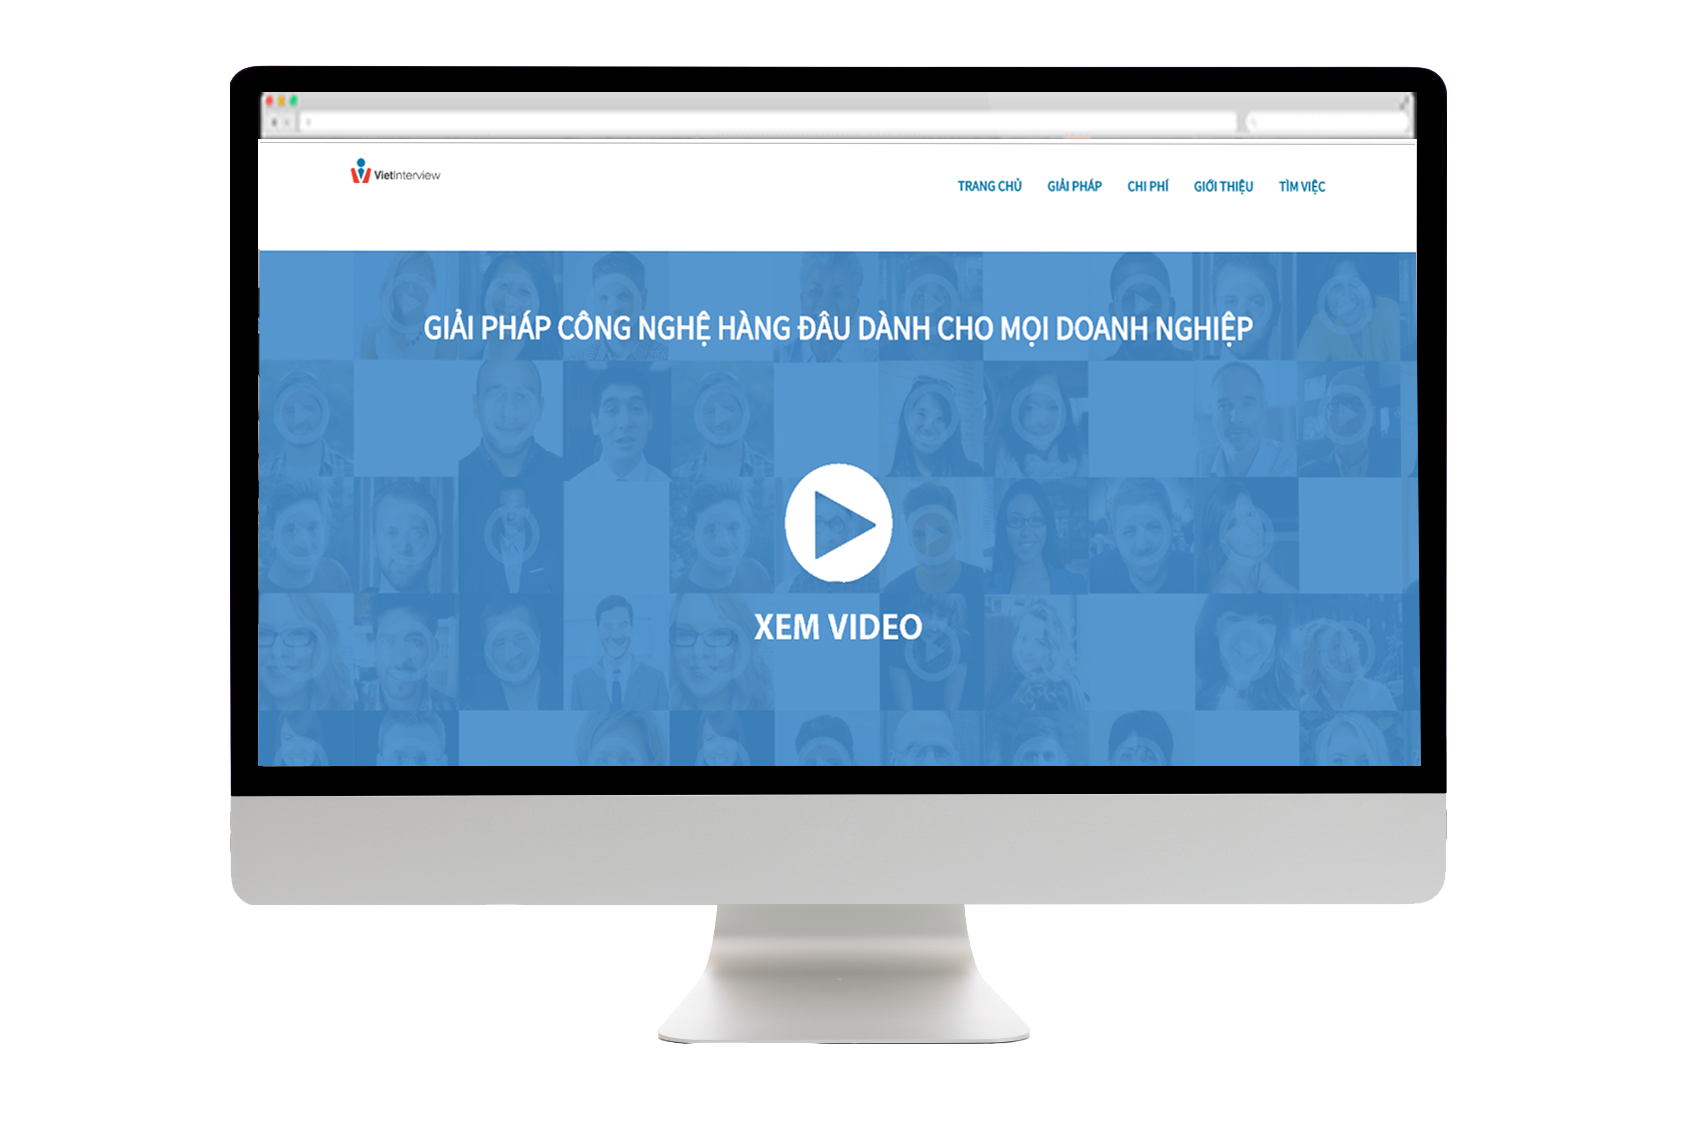 VietInterview
TRANG CHỦ GIẢI PHÁP CHI PHÍ GIỚI THIỆU TÌM VIỆC
GIẢI PHÁP CÔNG NGHỆ HÀNG ĐẦU DÀNH CHO MỌI DOANH NGHIỆP
XEM VIDEO